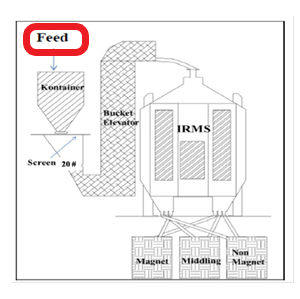 Feed
Kontainer
Bucket
Elevator
IRMS
Screen 20 #
Magnet
Middling
Non
Magnet